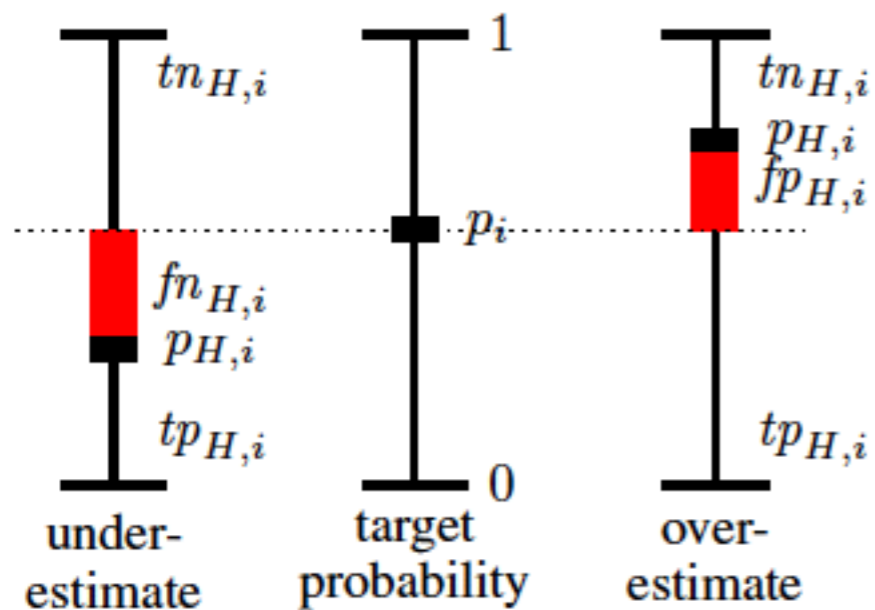 1
tn_{H,i}
tn_{H,i}
p_{H,i}
fp_{H,i}
p_i
fn_{H,i}
p_{H,i}
tp_{H,i}
tp_{H,i}
0
under-
estimate
target
probability
over-
estimate